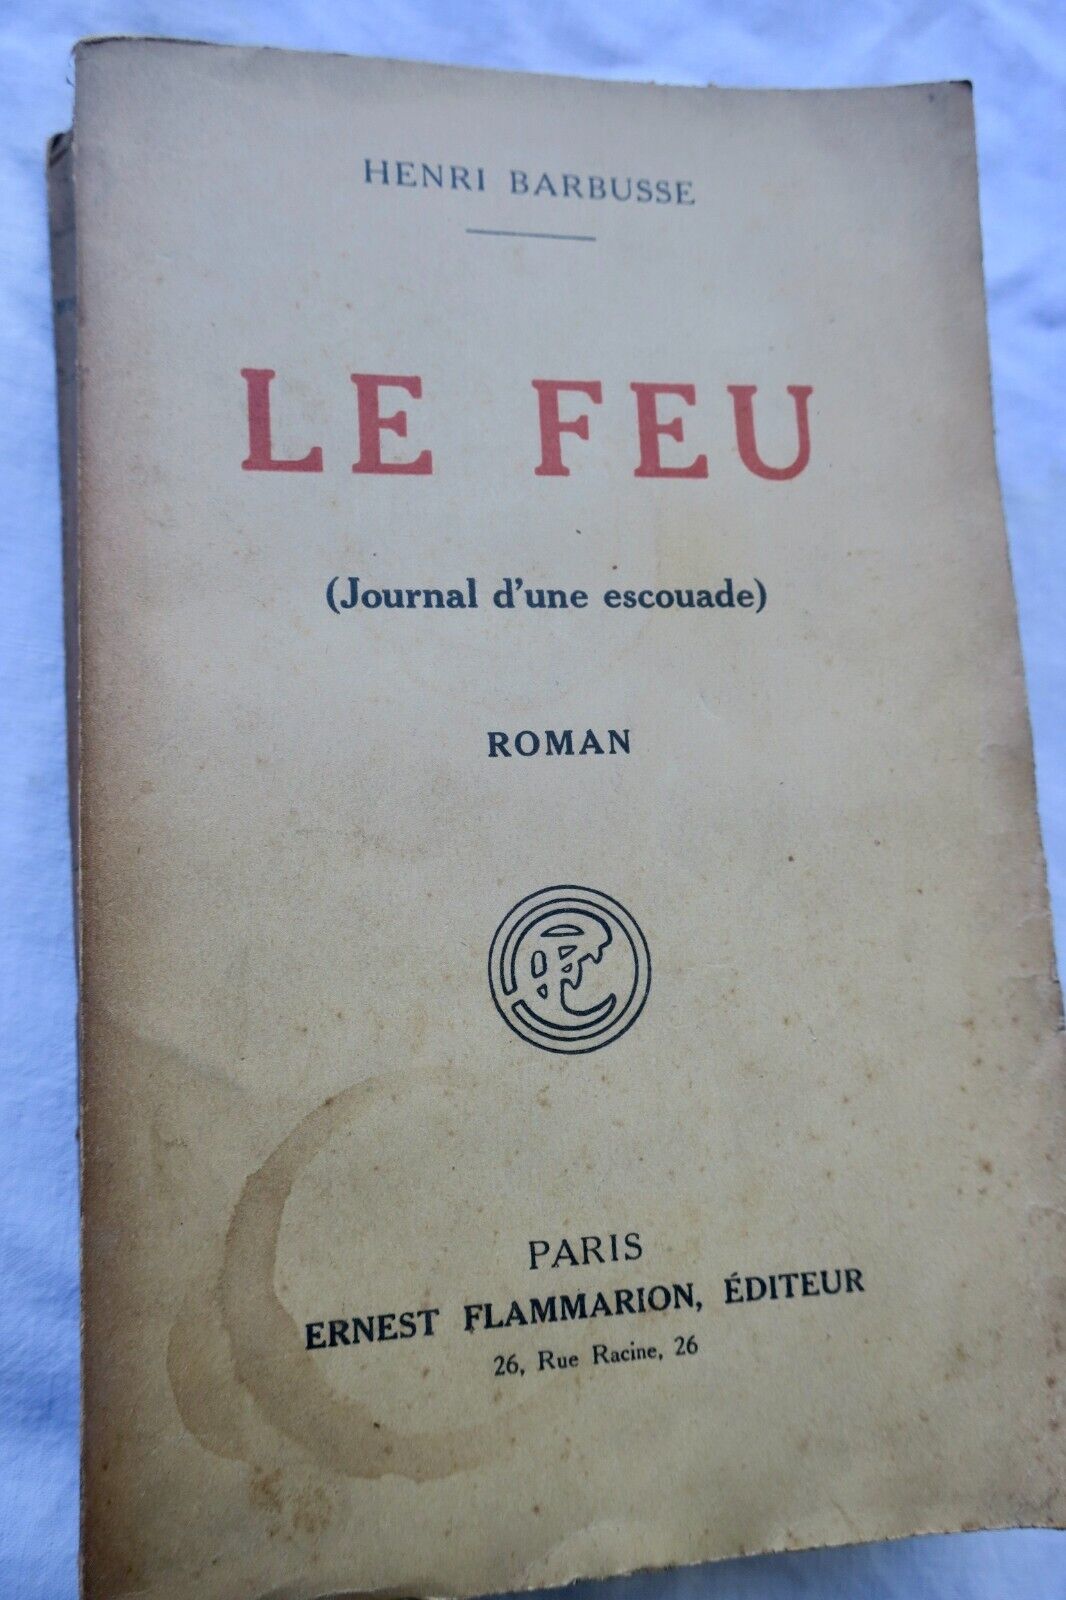 HENRI BARBUSSE
LE FEU
(Journal d'une escouade)
ROMAN
PARIS
ERNEST FLAMMARION, ÉDITEUR
26, Rue Racine, 26